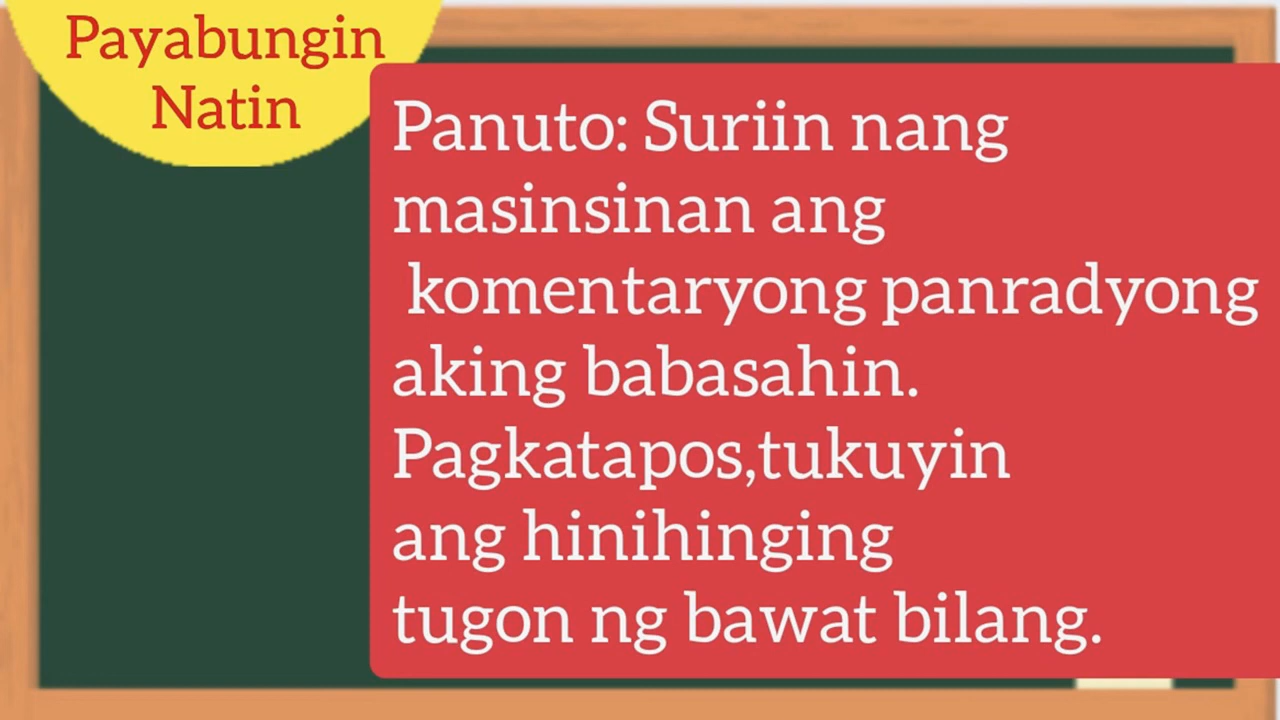 Payabungin
Natin
Panuto: Suriin nang
masinsinan ang
komentaryong panradyong
aking babasahin.
Pagkatapos,tukuyin
ang hinihinging
tugon ng bawat bilang.